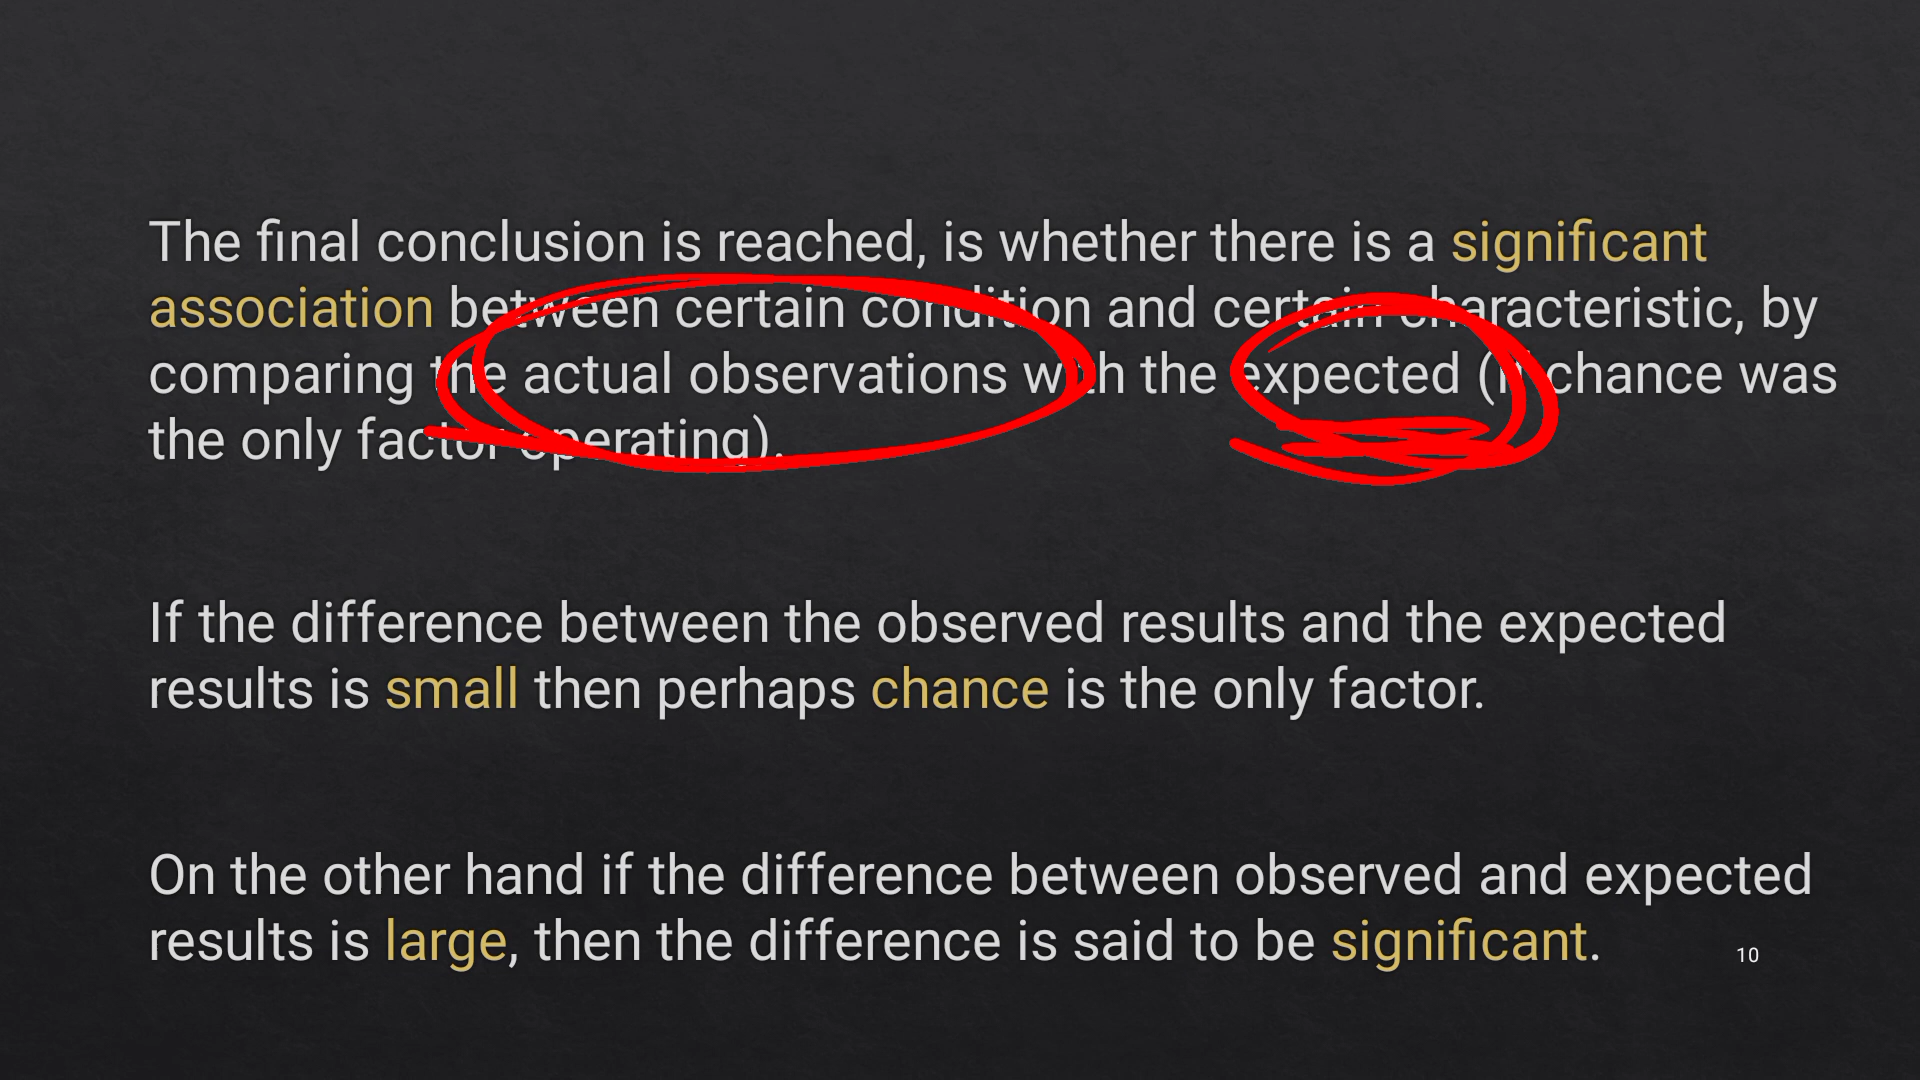 The final conclusion is reached, is whether there is a significant
association between certain condition and certain characteristic, by
comparing the actual observations with the expected (if chance was
the only factor operating).
If the difference between the observed results and the expected
results is small then perhaps chance is the only factor.
On the other hand if the difference between observed and expected
results is large, then the difference is said to be significant.
10